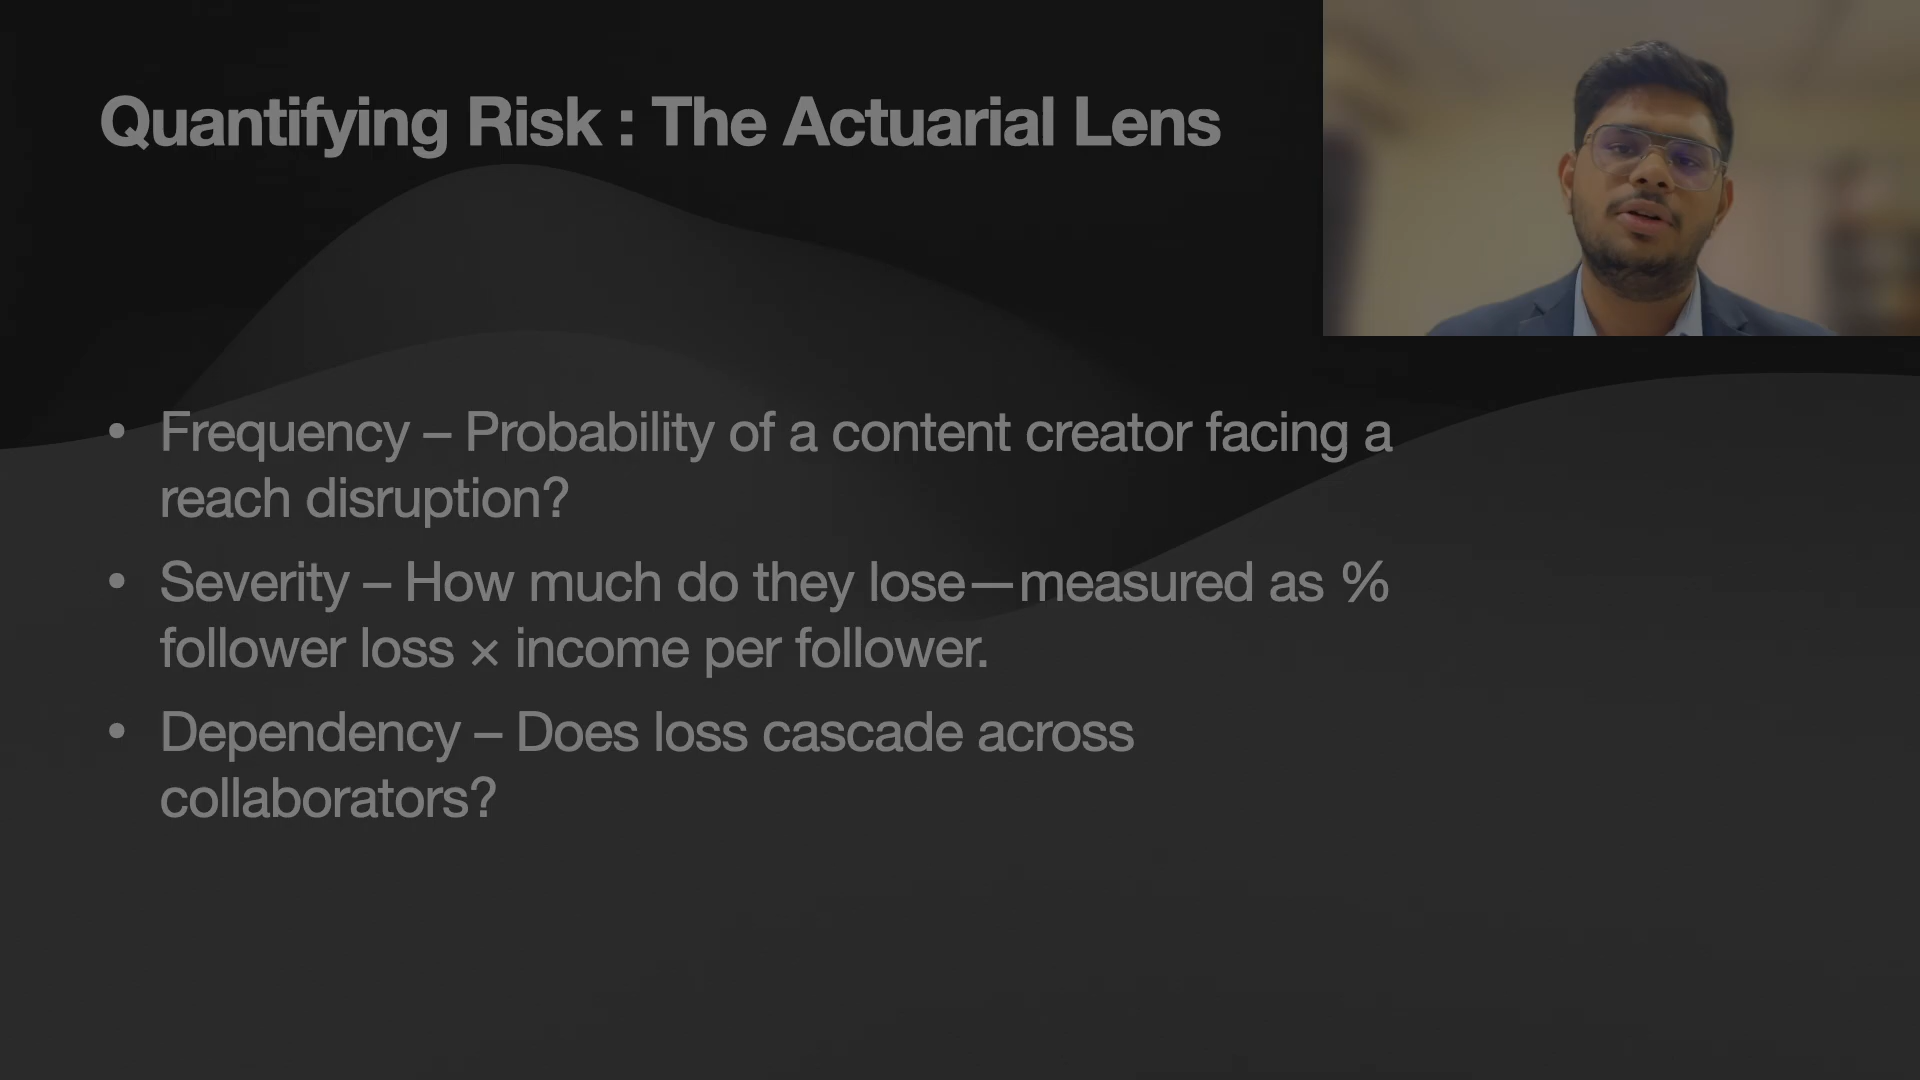 Quantifying Risk : The Actuarial Lens
• Frequency – Probability of a content creator facing a
reach disruption?
• Severity – How much do they lose—measured as %
follower loss × income per follower.
• Dependency – Does loss cascade across
collaborators?